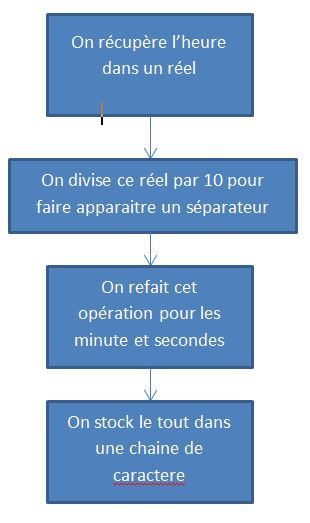 On récupère l'heure
dans un réel
On divise ce réel par 10 pour
faire apparaitre un séparateur
On refait cet
opération pour les
minute et secondes
On stock le tout dans
une chaine de
caractere